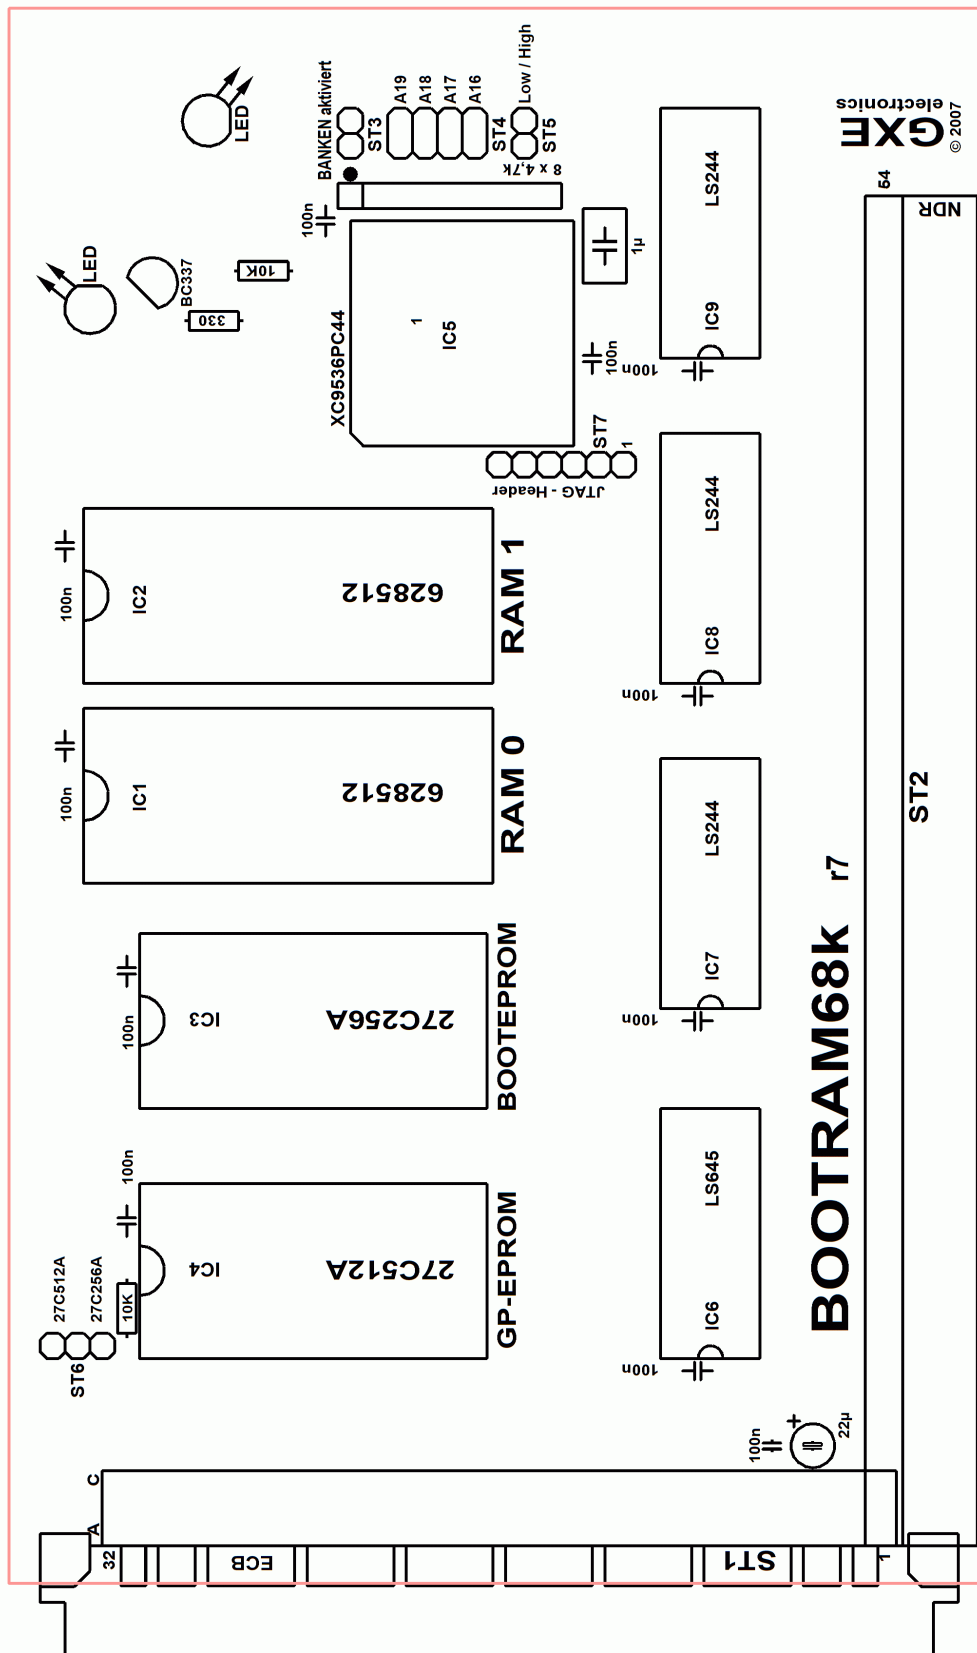 LED
BANKEN aktiviert
ST3
A19
A18
A17
A16
ST4
Low / High
ST5
8 x 4,7k
100n
GXE
electronics
© 2007
LS244
IC9
100n
54
NDR
LED
BC337
10K
330
XC9536PC44
1
IC5
1µ
100n
ST7
1
JTAG - Header
100n
IC2
628512
RAM 1
LS244
IC8
100n
100n
IC1
628512
RAM 0
LS244
IC7
100n
ST2
100n
IC3
27C256A
BOOTEPROM
BOOTRAM68k r7
100n
IC4
27C512A
GP-EPROM
27C512A
27C256A
10K
ST6
LS645
IC6
100n
100n
+
22µ
C
A
32
ECB
ST1
1